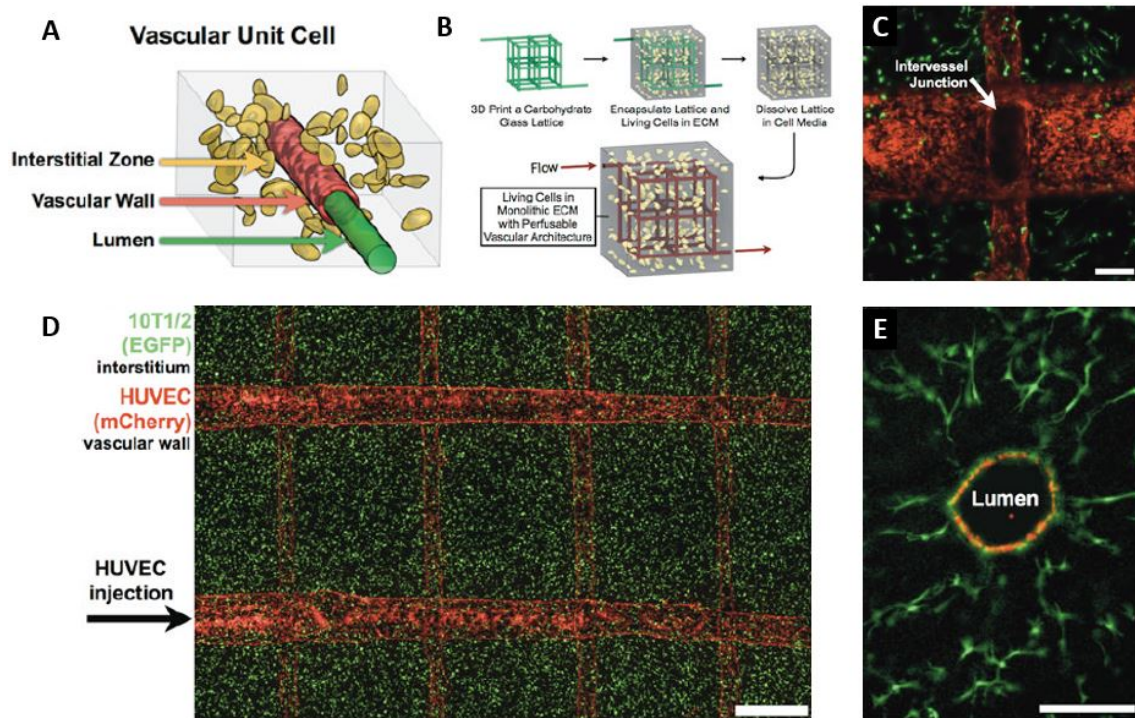 A
Vascular Unit Cell
Interstitial Zone
Vascular Wall
Lumen
B
3D Print a Carbohydrate
Glass Lattice
Encapsulate Lattice and
Living Cells in ECM
Dissolve Lattice
in Cell Media
Flow
Living Cells in
Monolithic ECM
with Perfusable
Vascular Architecture
C
Intervessel
Junction
D
10T1/2
(EGFP)
interstitium
HUVEC
(mCherry)
vascular wall
HUVEC
injection
E
Lumen